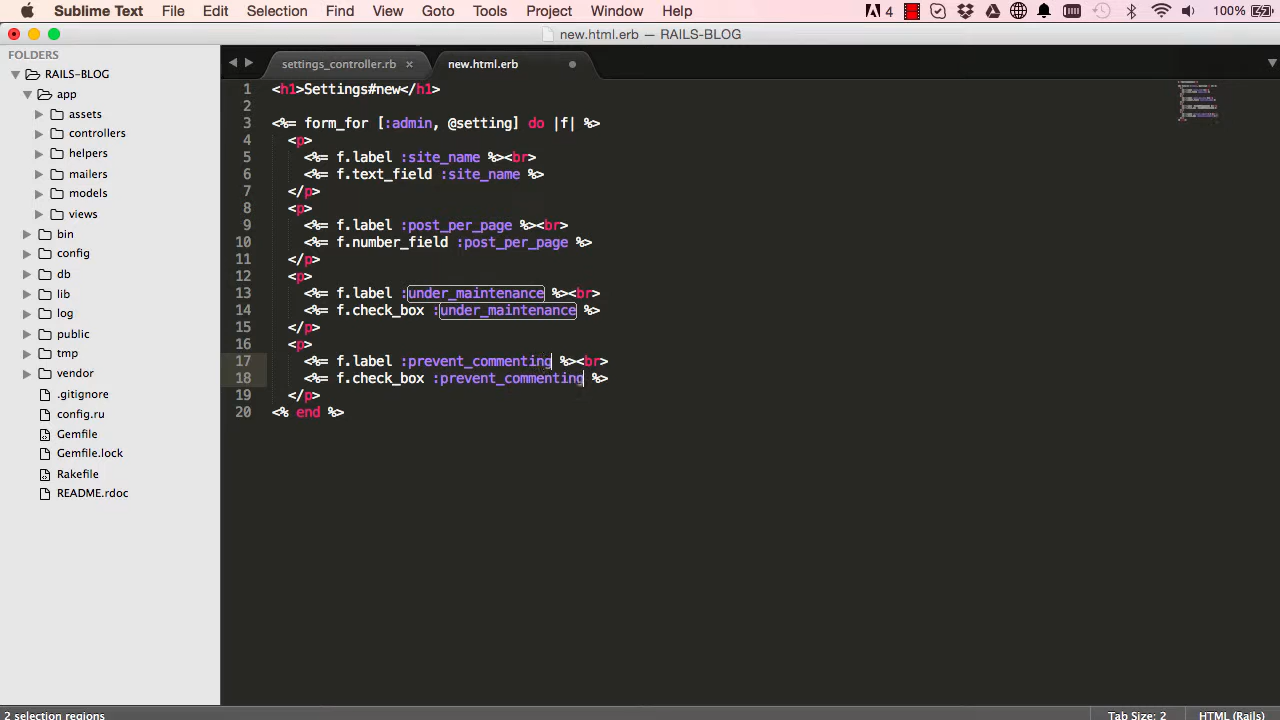 Sublime Text File Edit Selection Find View Goto Tools Project Window Help 4 100%
new.html.erb — RAILS-BLOG
FOLDERS
RAILS-BLOG
app
assets
controllers
helpers
mailers
models
views
bin
config
db
lib
log
public
tmp
vendor
.gitignore
config.ru
Gemfile
Gemfile.lock
Rakefile
README.rdoc
settings_controller.rb × new.html.erb
1 <h1>Settings#new</h1>
2
3 <%= form_for [:admin, @setting] do |f| %>
4 <p>
5 <%= f.label :site_name %><br>
6 <%= f.text_field :site_name %>
7 </p>
8 <p>
9 <%= f.label :post_per_page %><br>
10 <%= f.number_field :post_per_page %>
11 </p>
12 <p>
13 <%= f.label :under_maintenance %><br>
14 <%= f.check_box :under_maintenance %>
15 </p>
16 <p>
17 <%= f.label :prevent_commenting %><br>
18 <%= f.check_box :prevent_commenting %>
19 </p>
20 <% end %>
2 selection regions Tab Size: 2 HTML (Rails)